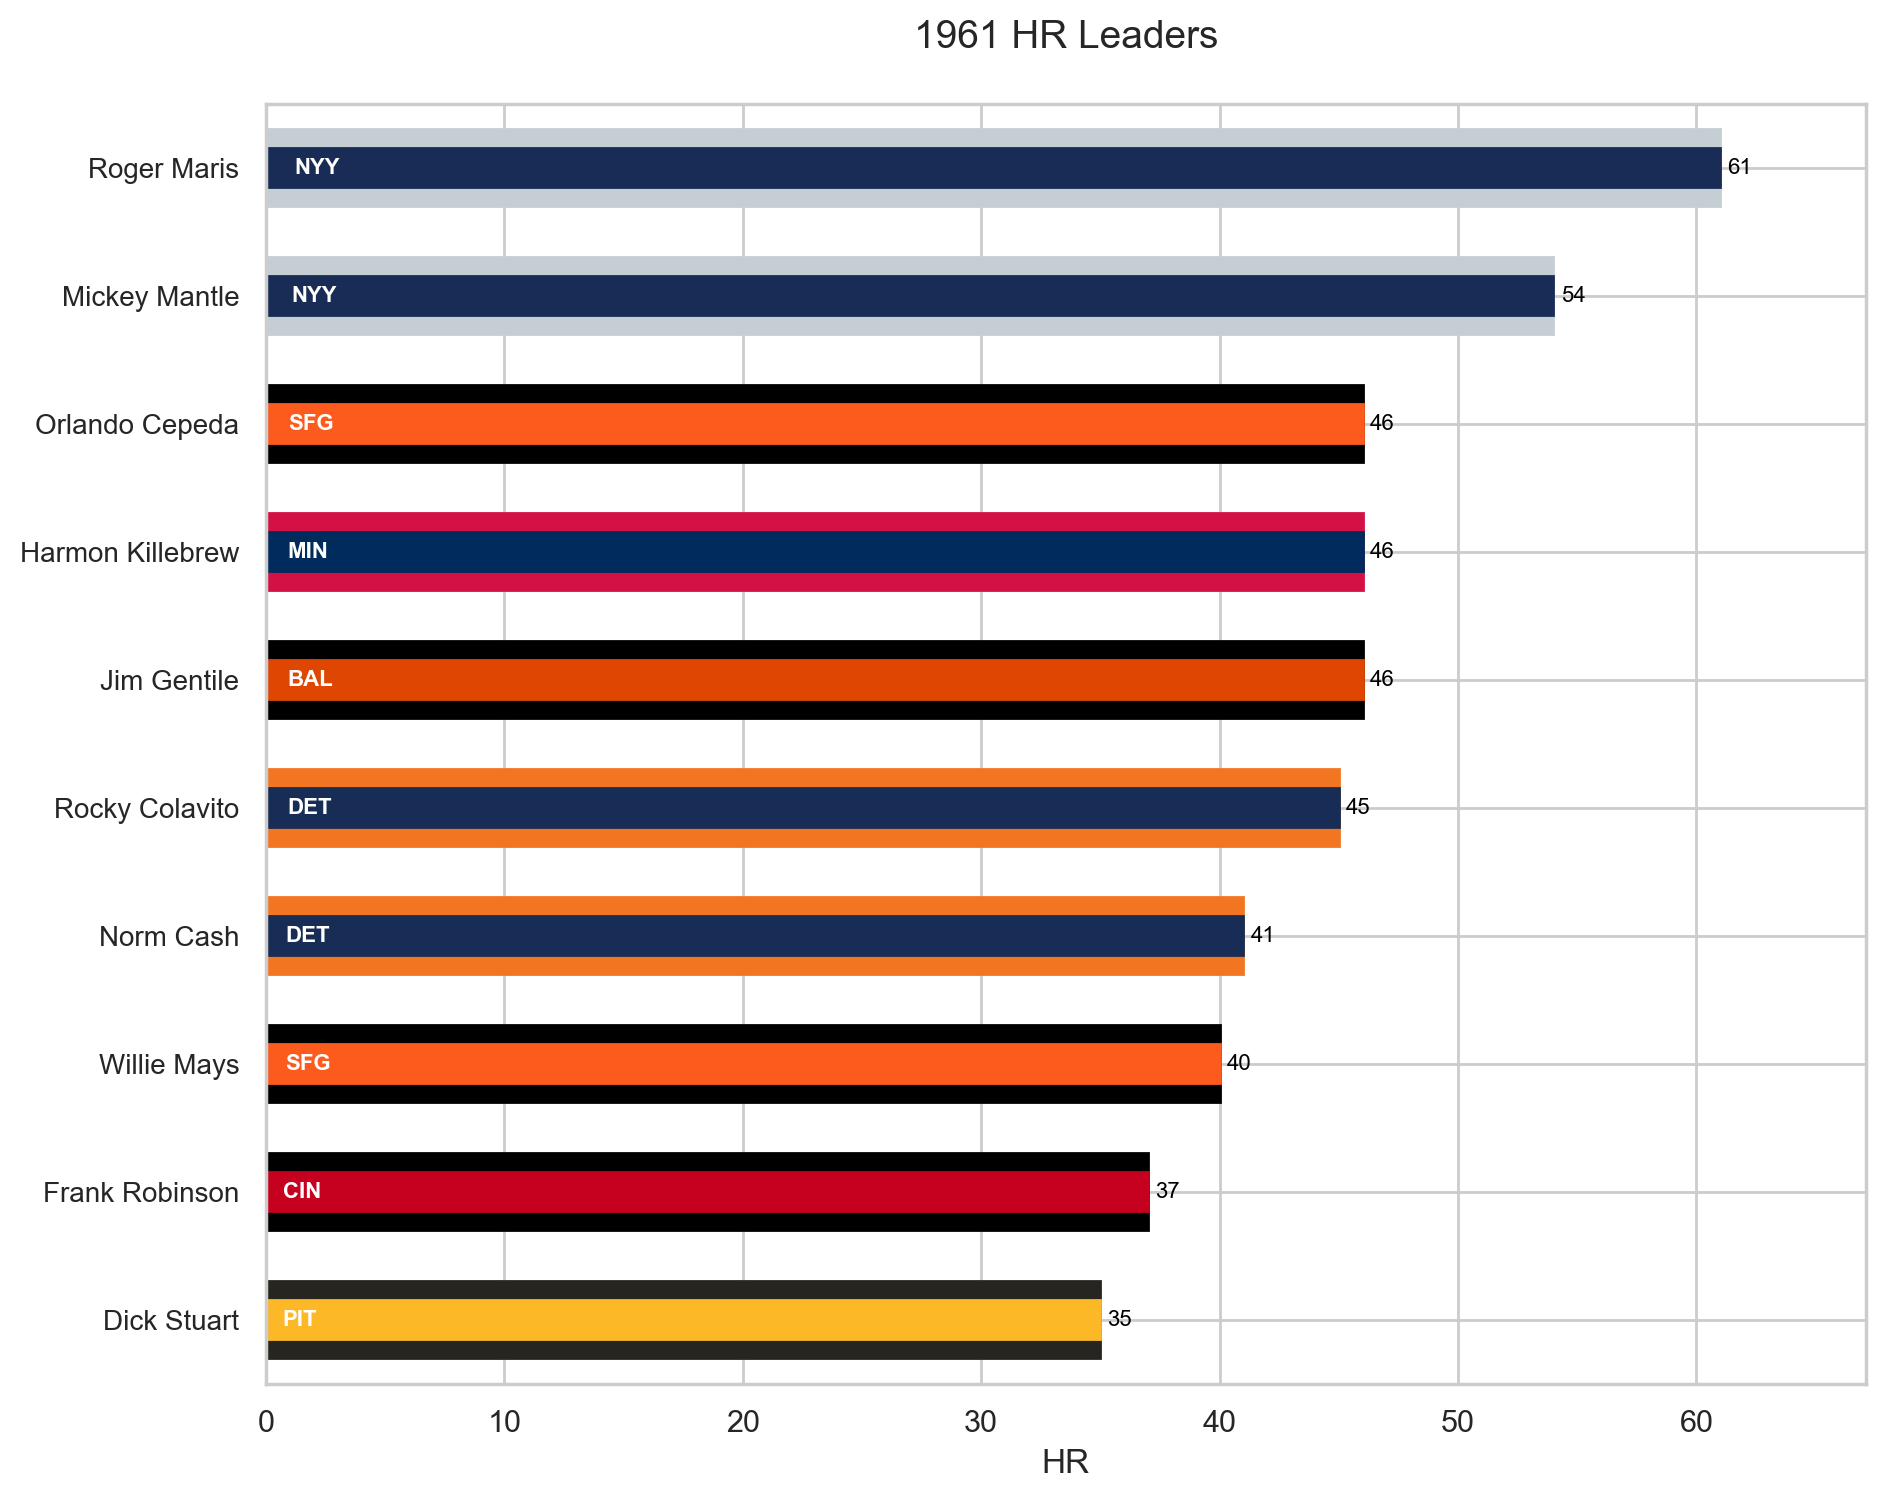 1961 HR Leaders
Roger Maris NYY 61
Mickey Mantle NYY 54
Orlando Cepeda SFG 46
Harmon Killebrew MIN 46
Jim Gentile BAL 46
Rocky Colavito DET 45
Norm Cash DET 41
Willie Mays SFG 40
Frank Robinson CIN 37
Dick Stuart PIT 35
0 10 20 30 40 50 60
HR